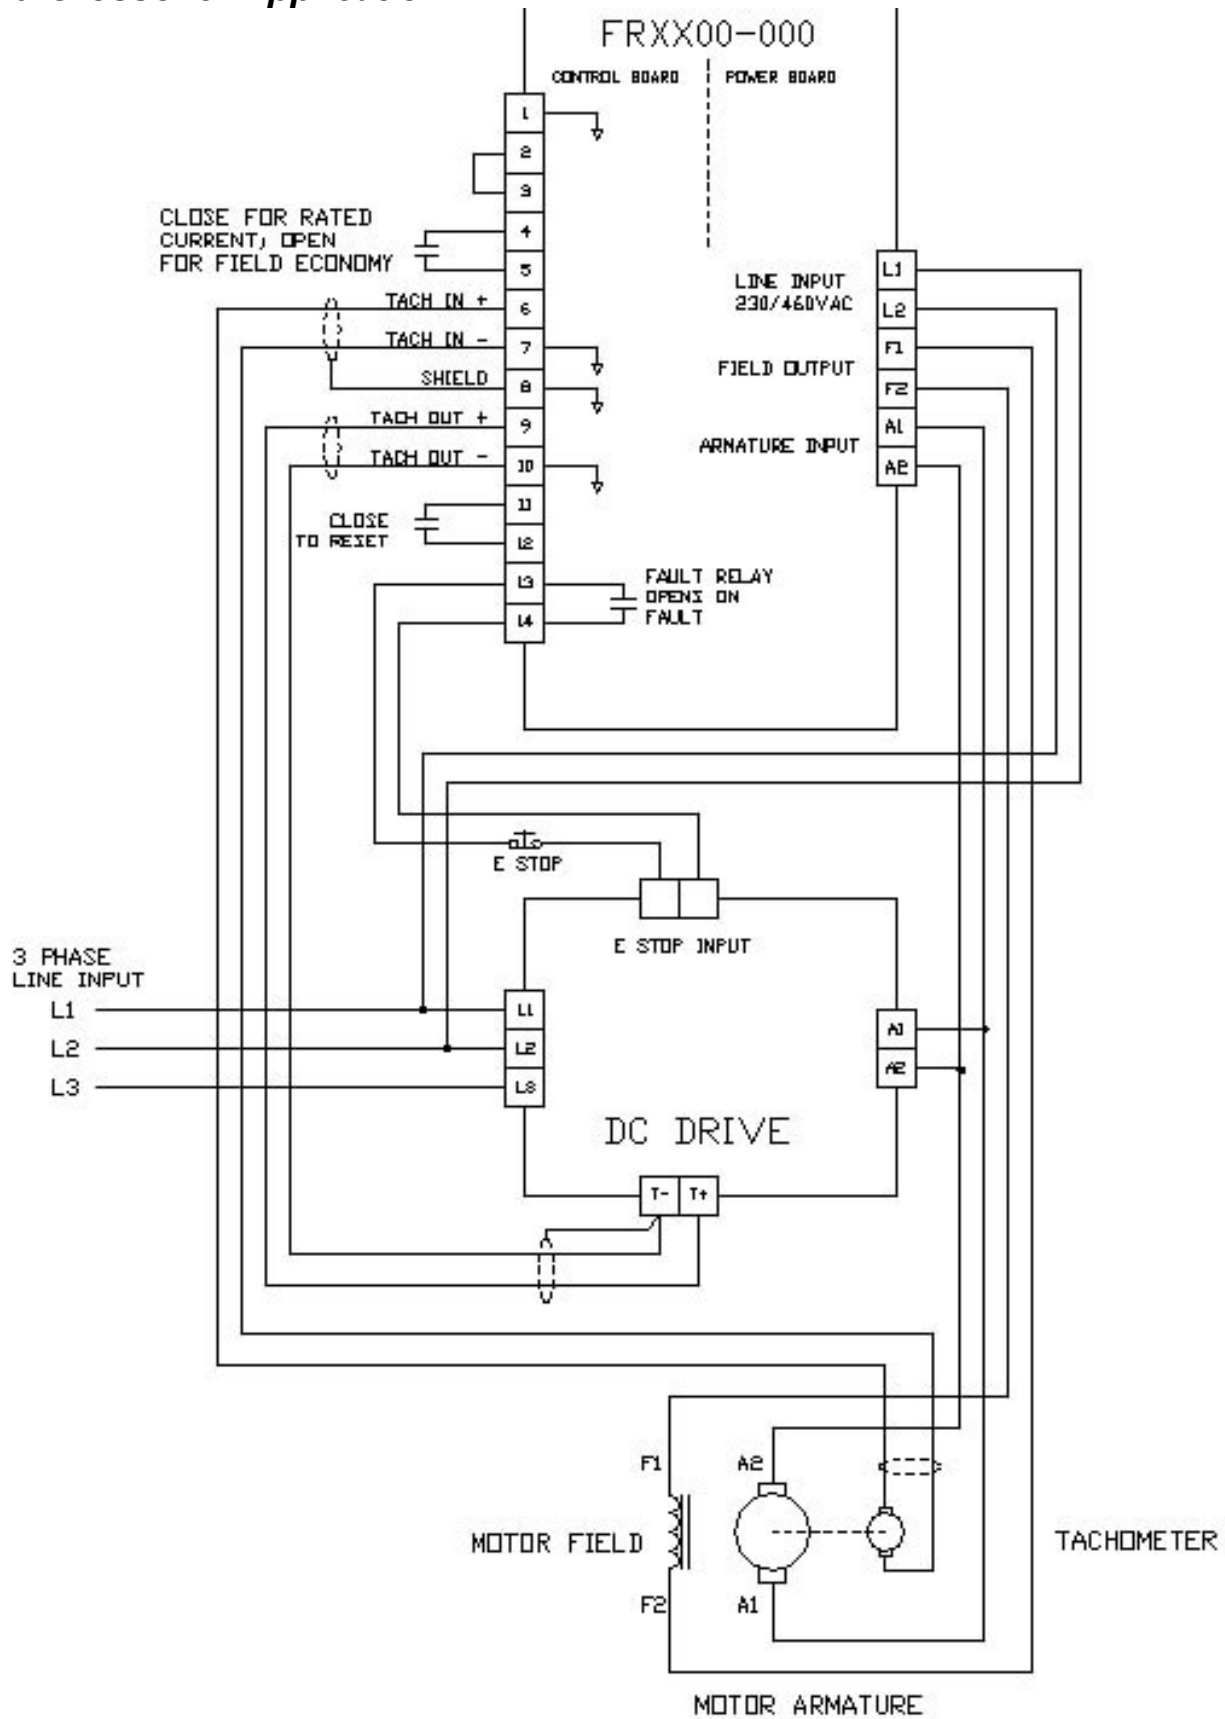 FRXX00-000
CONTROL BOARD
POWER BOARD
1
2
3
4
5
6
7
8
9
10
11
12
13
14
CLOSE FOR RATED
CURRENT; OPEN
FOR FIELD ECONOMY
TACH IN +
TACH IN -
SHIELD
TACH OUT +
TACH OUT -
CLOSE
TO RESET
FAULT RELAY
OPENS ON
FAULT
LINE INPUT
230/460VAC
FIELD OUTPUT
ARMATURE INPUT
L1
L2
F1
F2
A1
A2
E STOP
E STOP INPUT
3 PHASE
LINE INPUT
L1
L2
L3
L1
L2
L3
A1
A2
DC DRIVE
T-
T+
F1
A2
MOTOR FIELD
TACHOMETER
F2
A1
MOTOR ARMATURE